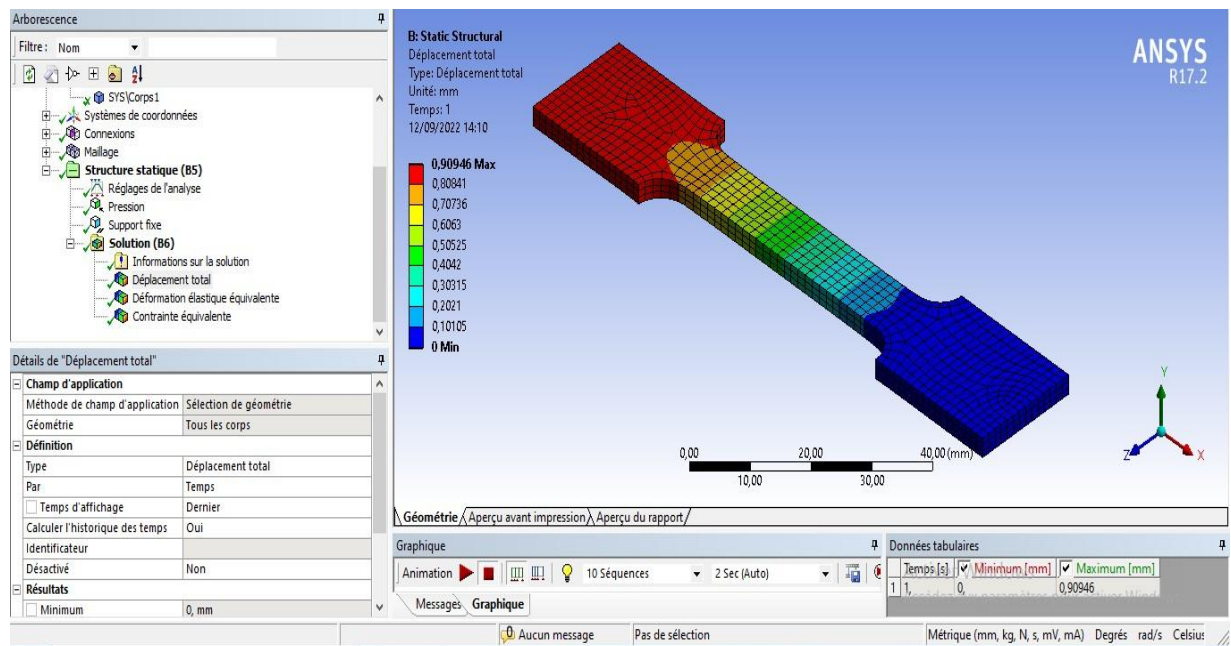 Arborescence
Filtre: Nom
SYS\Corps1
Systèmes de coordonnées
Connexions
Maillage
Structure statique (B5)
Réglages de l'analyse
Pression
Support fixe
Solution (B6)
Informations sur la solution
Déplacement total
Déformation élastique équivalente
Contrainte équivalente
Détails de "Déplacement total"
Champ d'application
Méthode de champ d'application Sélection de géométrie
Géométrie Tous les corps
Définition
Type Déplacement total
Par Temps
Temps d'affichage Dernier
Calculer l'historique des temps Oui
Identificateur
Désactivé Non
Résultats
Minimum 0, mm
B: Static Structural
Déplacement total
Type: Déplacement total
Unité: mm
Temps: 1
12/09/2022 14:10
0,90946 Max
0,80841
0,70736
0,6063
0,50525
0,4042
0,30315
0,2021
0,10105
0 Min
ANSYS
R17.2
Y
Z X
0,00 20,00 40,00 (mm)
10,00 30,00
Géométrie Aperçu avant impression Aperçu du rapport
Graphique
Animation 10 Séquences 2 Sec (Auto)
Messages Graphique
Données tabulaires
Temps [s] Minimum [mm] Maximum [mm]
1 1, 0, 0,90946
Aucun message Pas de sélection Métrique (mm, kg, N, s, mV, mA) Degrés rad/s Celsius